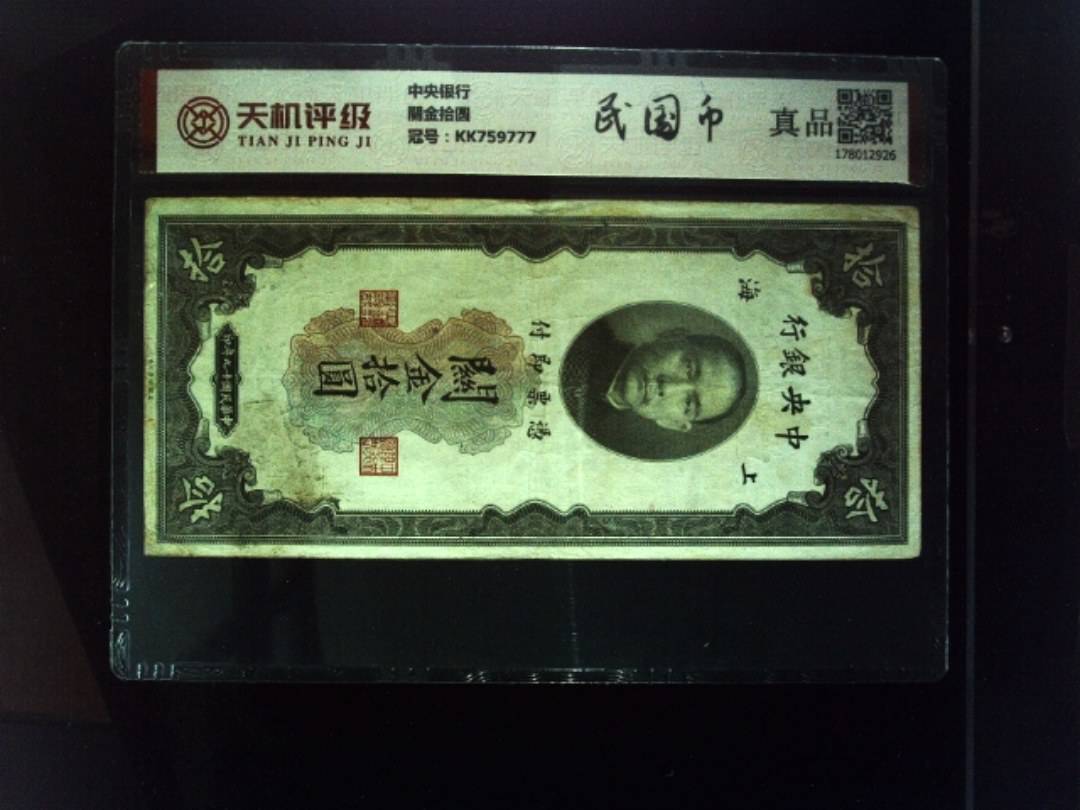 天机评级
TIAN JI PING JI
中央银行
關金拾圆
冠号：KK759777
民国币
真品
178012926
中央銀行
上海
憑票即付
關金拾圓
拾
拾
拾
拾